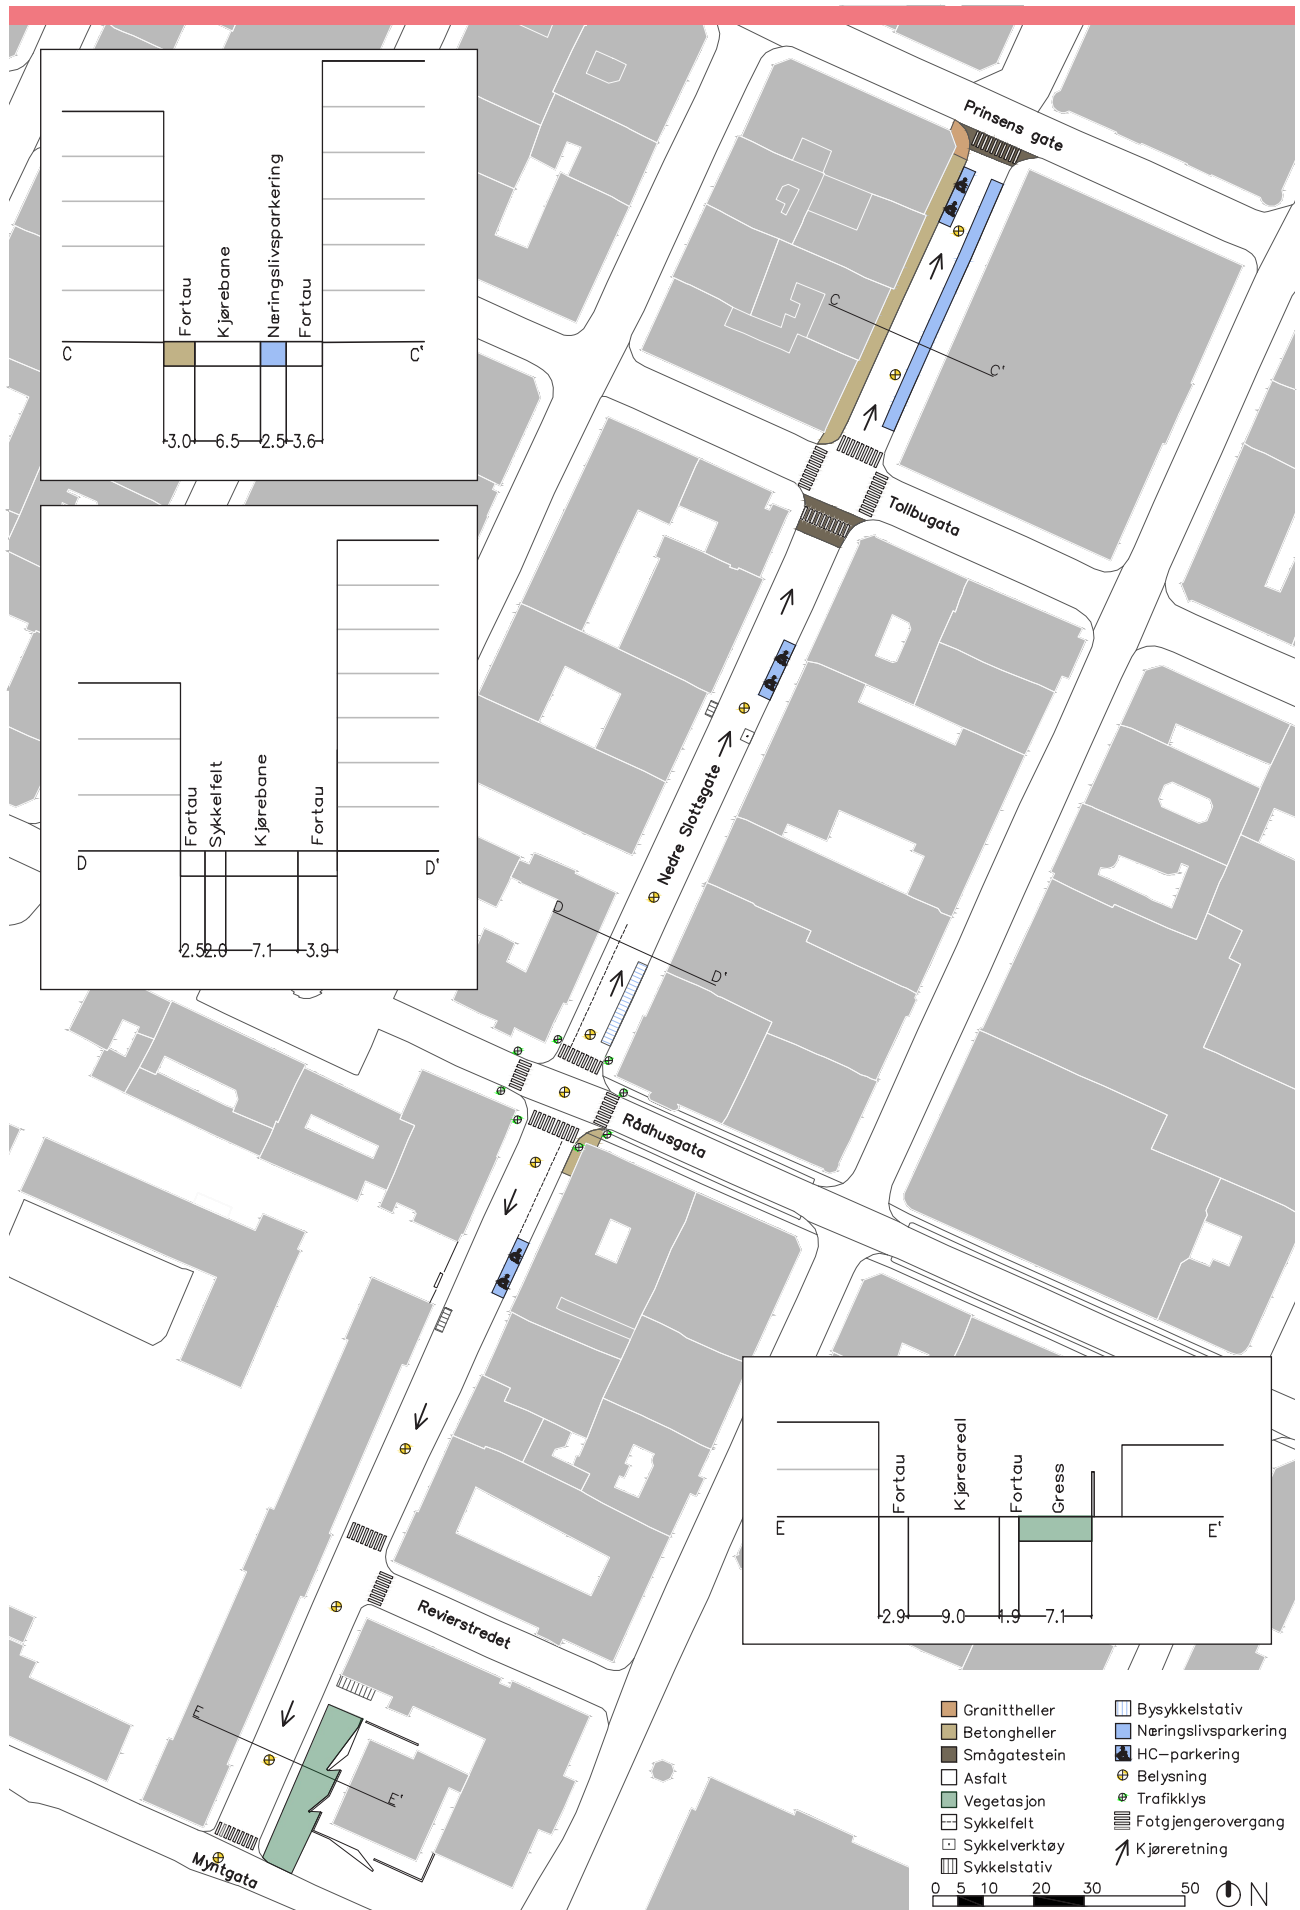 Prinsens gate
Fortau
Kjørebane
Næringslivsparkering
Fortau
C
C'
3.0
6.5
2.5
3.6
C
C'
Tollbugata
Fortau
Sykkelfelt
Kjørebane
Fortau
D
D'
2.5
2.0
7.1
3.9
Nedre Slottsgate
D
D'
Rådhusgata
Fortau
Kjøreareal
Fortau
Gress
E
E'
2.9
9.0
1.9
7.1
Revierstredet
E
E'
Myntgata
Granittheller
Betongheller
Smågatestein
Asfalt
Vegetasjon
Sykkelfelt
Sykkelverktøy
Sykkelstativ
Bysykkelstativ
Næringslivsparkering
HC-parkering
Belysning
Trafikklys
Fotgjengerovergang
Kjøreretning
0 5 10 20 30 50
N